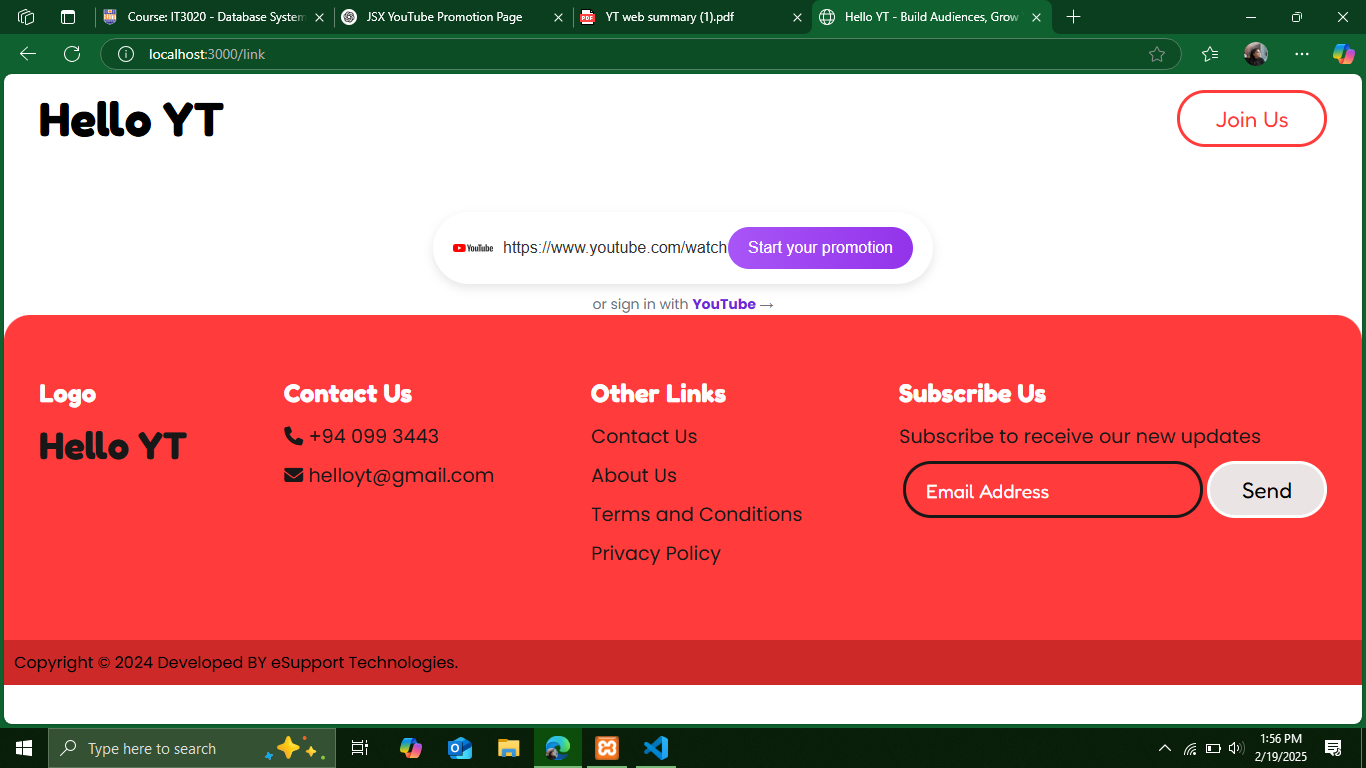 Course: IT3020 - Database System
JSX YouTube Promotion Page
YT web summary (1).pdf
Hello YT - Build Audiences, Grow
localhost:3000/link
Hello YT
Join Us
YouTube
https://www.youtube.com/watch
Start your promotion
or sign in with YouTube →
Logo
Hello YT
Contact Us
+94 099 3443
helloyt@gmail.com
Other Links
Contact Us
About Us
Terms and Conditions
Privacy Policy
Subscribe Us
Subscribe to receive our new updates
Email Address
Send
Copyright © 2024 Developed BY eSupport Technologies.
Type here to search
1:56 PM
2/19/2025